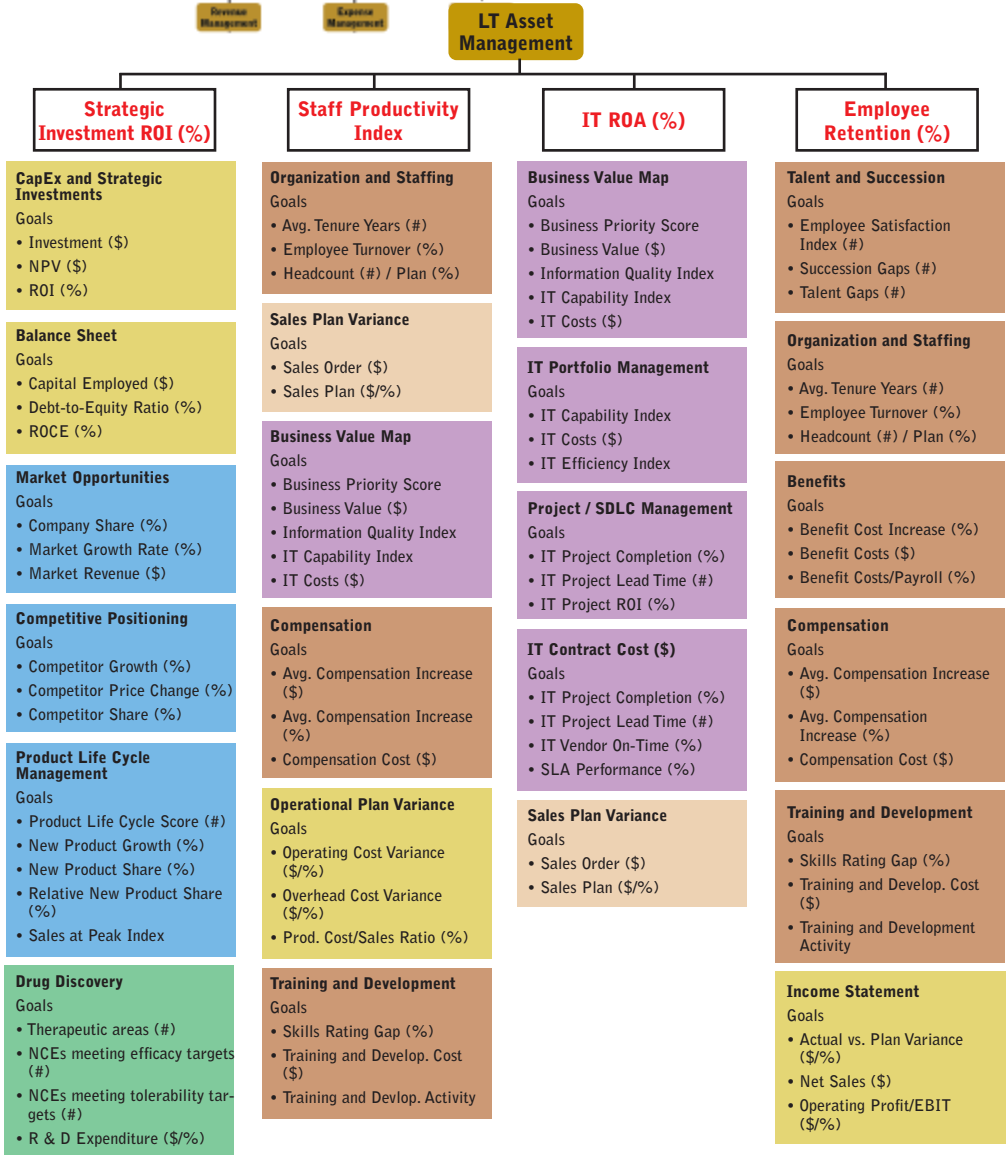 Revenue
Management
Expense
Management
LT Asset
Management
Strategic
Investment ROI (%)
CapEx and Strategic
Investments
Goals
• Investment ($)
• NPV ($)
• ROI (%)
Balance Sheet
Goals
• Capital Employed ($)
• Debt-to-Equity Ratio (%)
• ROCE (%)
Market Opportunities
Goals
• Company Share (%)
• Market Growth Rate (%)
• Market Revenue ($)
Competitive Positioning
Goals
• Competitor Growth (%)
• Competitor Price Change (%)
• Competitor Share (%)
Product Life Cycle
Management
Goals
• Product Life Cycle Score (#)
• New Product Growth (%)
• New Product Share (%)
• Relative New Product Share
(%)
• Sales at Peak Index
Drug Discovery
Goals
• Therapeutic areas (#)
• NCEs meeting efficacy targets
(#)
• NCEs meeting tolerability tar-
gets (#)
• R & D Expenditure ($/%)
Staff Productivity
Index
Organization and Staffing
Goals
• Avg. Tenure Years (#)
• Employee Turnover (%)
• Headcount (#) / Plan (%)
Sales Plan Variance
Goals
• Sales Order ($)
• Sales Plan ($/%)
Business Value Map
Goals
• Business Priority Score
• Business Value ($)
• Information Quality Index
• IT Capability Index
• IT Costs ($)
Compensation
Goals
• Avg. Compensation Increase
($)
• Avg. Compensation Increase
(%)
• Compensation Cost ($)
Operational Plan Variance
Goals
• Operating Cost Variance
($/%)
• Overhead Cost Variance
($/%)
• Prod. Cost/Sales Ratio (%)
Training and Development
Goals
• Skills Rating Gap (%)
• Training and Develop. Cost
($)
• Training and Devlop. Activity
IT ROA (%)
Business Value Map
Goals
• Business Priority Score
• Business Value ($)
• Information Quality Index
• IT Capability Index
• IT Costs ($)
IT Portfolio Management
Goals
• IT Capability Index
• IT Costs ($)
• IT Efficiency Index
Project / SDLC Management
Goals
• IT Project Completion (%)
• IT Project Lead Time (#)
• IT Project ROI (%)
IT Contract Cost ($)
Goals
• IT Project Completion (%)
• IT Project Lead Time (#)
• IT Vendor On-Time (%)
• SLA Performance (%)
Sales Plan Variance
Goals
• Sales Order ($)
• Sales Plan ($/%)
Employee
Retention (%)
Talent and Succession
Goals
• Employee Satisfaction
Index (#)
• Succession Gaps (#)
• Talent Gaps (#)
Organization and Staffing
Goals
• Avg. Tenure Years (#)
• Employee Turnover (%)
• Headcount (#) / Plan (%)
Benefits
Goals
• Benefit Cost Increase (%)
• Benefit Costs ($)
• Benefit Costs/Payroll (%)
Compensation
Goals
• Avg. Compensation Increase
($)
• Avg. Compensation
Increase (%)
• Compensation Cost ($)
Training and Development
Goals
• Skills Rating Gap (%)
• Training and Develop. Cost
($)
• Training and Development
Activity
Income Statement
Goals
• Actual vs. Plan Variance
($/%)
• Net Sales ($)
• Operating Profit/EBIT
($/%)